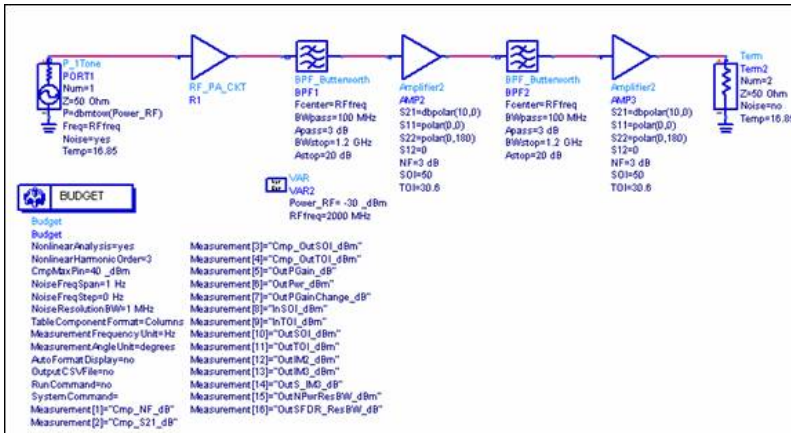 P_1Tone
PORT1
Num=1
Z=50 Ohm
P=dbmtow(Power_RF)
Freq=RFfreq
Noise=yes
Temp=16.85
RF_PA_CKT
R1
BPF_Butterworth
BPF1
Fcenter=RFfreq
BWpass=100 MHz
Apass=3 dB
BWstop=1.2 GHz
Astop=20 dB
Amplifier2
AMP2
S21=dbpolar(10,0)
S11=polar(0,0)
S22=polar(0,180)
S12=0
NF=3 dB
SOI=50
TOI=30.6
BPF_Butterworth
BPF2
Fcenter=RFfreq
BWpass=100 MHz
Apass=3 dB
BWstop=1.2 GHz
Astop=20 dB
Amplifier2
AMP3
S21=dbpolar(10,0)
S11=polar(0,0)
S22=polar(0,180)
S12=0
NF=3 dB
SOI=50
TOI=30.6
Term
Term2
Num=2
Z=50 Ohm
Noise=no
Temp=16.85
VAR
VAR2
Power_RF= -30 _dBm
RFfreq=2000 MHz
BUDGET
Budget
Budget
NonlinearAnalysis=yes
NonlinearHarmonicOrder=3
CmpMaxPin=40 _dBm
NoiseFreqSpan=1 Hz
NoiseFreqStep=0 Hz
NoiseResolutionBW=1 MHz
TableComponentFormat=Columns
MeasurementFrequencyUnit=Hz
MeasurementAngleUnit=degrees
AutoFormatDisplay=no
OutputCSVFile=no
RunCommand=no
SystemCommand=
Measurement[1]="Cmp_NF_dB"
Measurement[2]="Cmp_S21_dB"
Measurement[3]="Cmp_OutSOI_dBm"
Measurement[4]="Cmp_OutTOI_dBm"
Measurement[5]="OutPGain_dB"
Measurement[6]="OutPwr_dBm"
Measurement[7]="OutPGainChange_dB"
Measurement[8]="InSOI_dBm"
Measurement[9]="InTOI_dBm"
Measurement[10]="OutSOI_dBm"
Measurement[11]="OutTOI_dBm"
Measurement[12]="OutIM2_dBm"
Measurement[13]="OutIM3_dBm"
Measurement[14]="OutS_IM3_dB"
Measurement[15]="OutNPwrResBW_dBm"
Measurement[16]="OutSFDR_ResBW_dB"